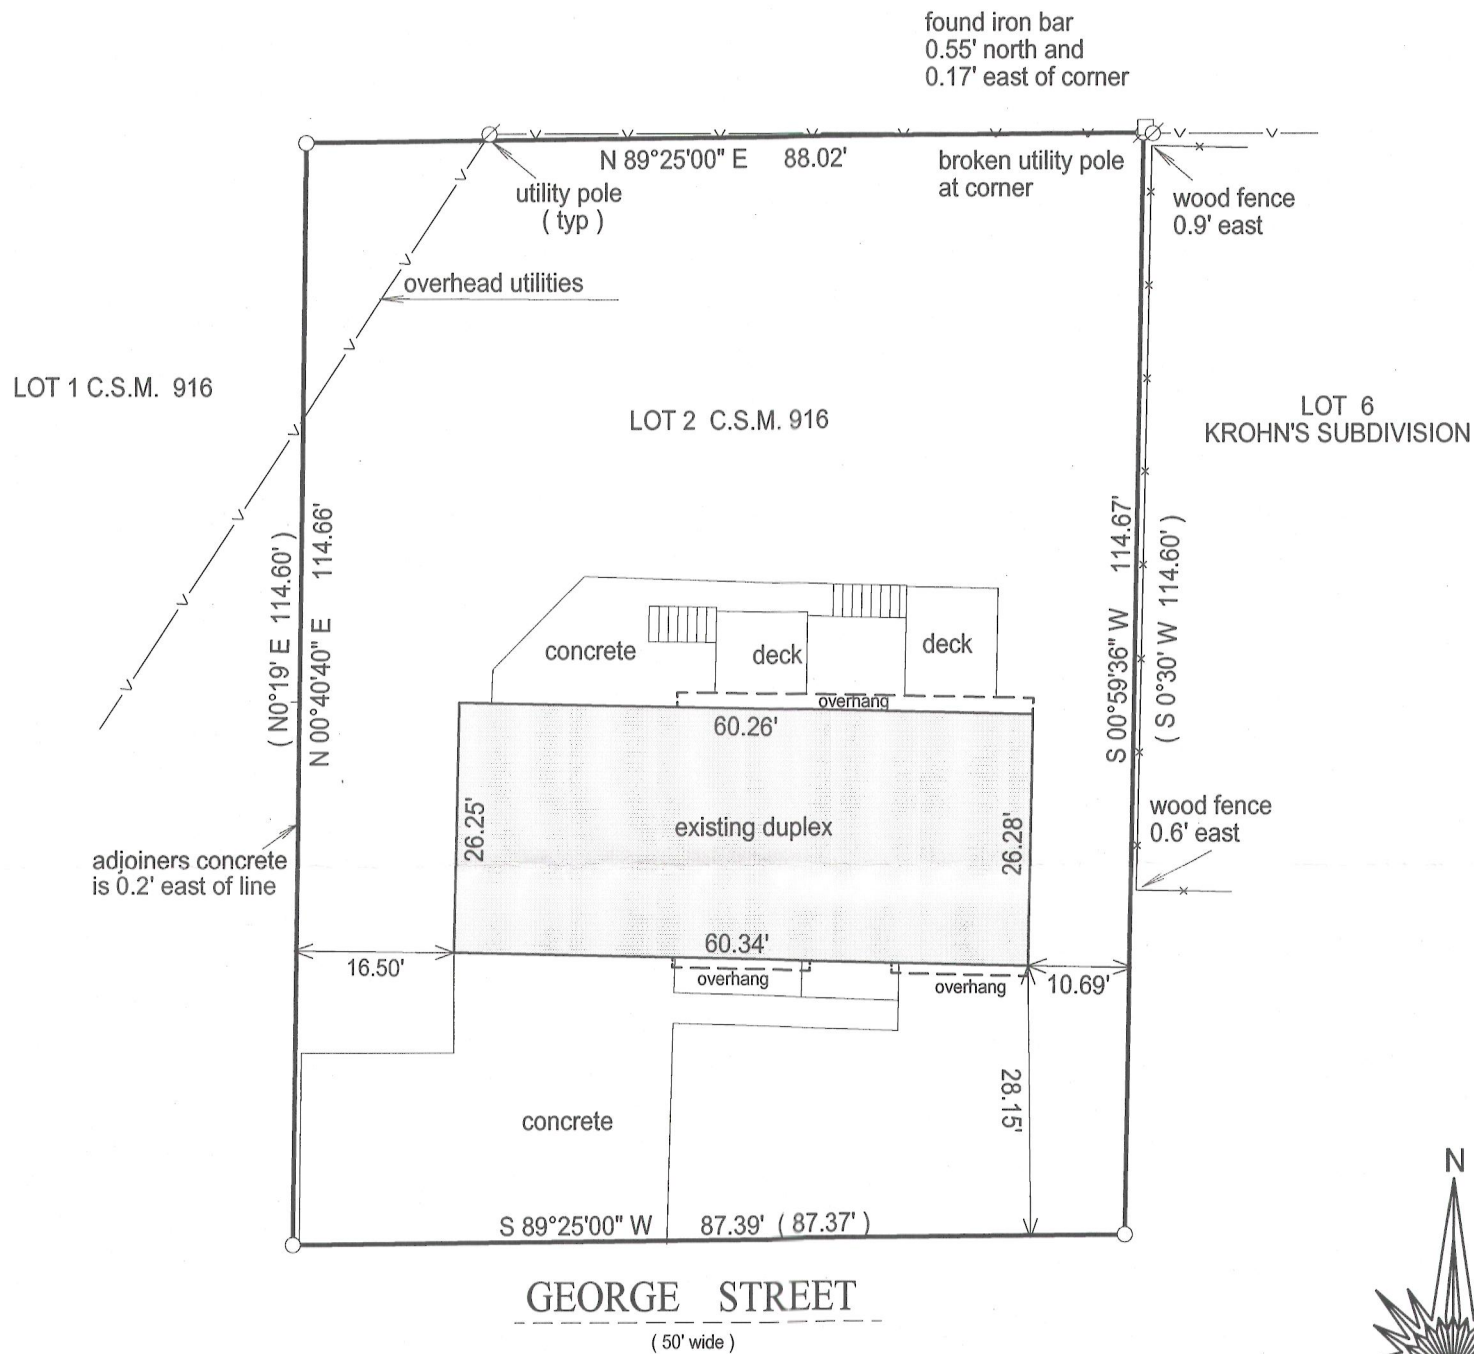 found iron bar
0.55' north and
0.17' east of corner
N 89°25'00" E 88.02'
broken utility pole
at corner
utility pole
( typ )
wood fence
0.9' east
overhead utilities
LOT 1 C.S.M. 916
LOT 2 C.S.M. 916
LOT 6
KROHN'S SUBDIVISION
( N0°19' E 114.60' )
N 00°40'40" E 114.66'
S 00°59'36" W 114.67'
( S 0°30' W 114.60' )
concrete
deck
deck
overhang
60.26'
26.25'
existing duplex
26.28'
wood fence
0.6' east
adjoiners concrete
is 0.2' east of line
60.34'
16.50'
overhang
overhang
10.69'
28.15'
concrete
S 89°25'00" W 87.39' ( 87.37' )
N
GEORGE STREET
( 50' wide )